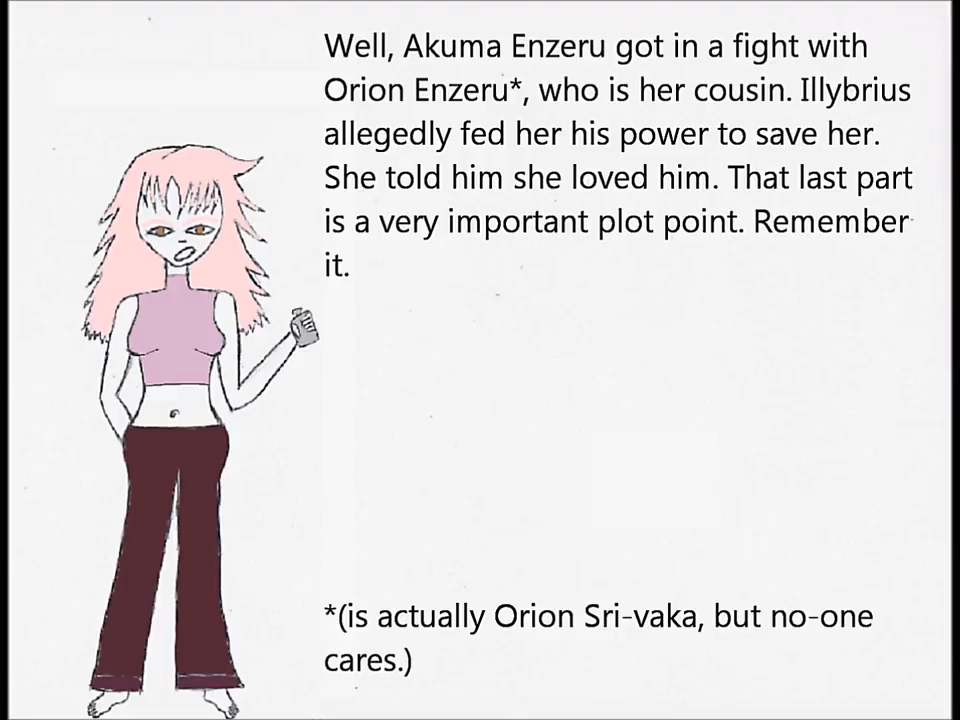 Well, Akuma Enzeru got in a fight with
Orion Enzeru*, who is her cousin. Illybrius
allegedly fed her his power to save her.
She told him she loved him. That last part
is a very important plot point. Remember
it.
*(is actually Orion Sri-vaka, but no-one
cares.)